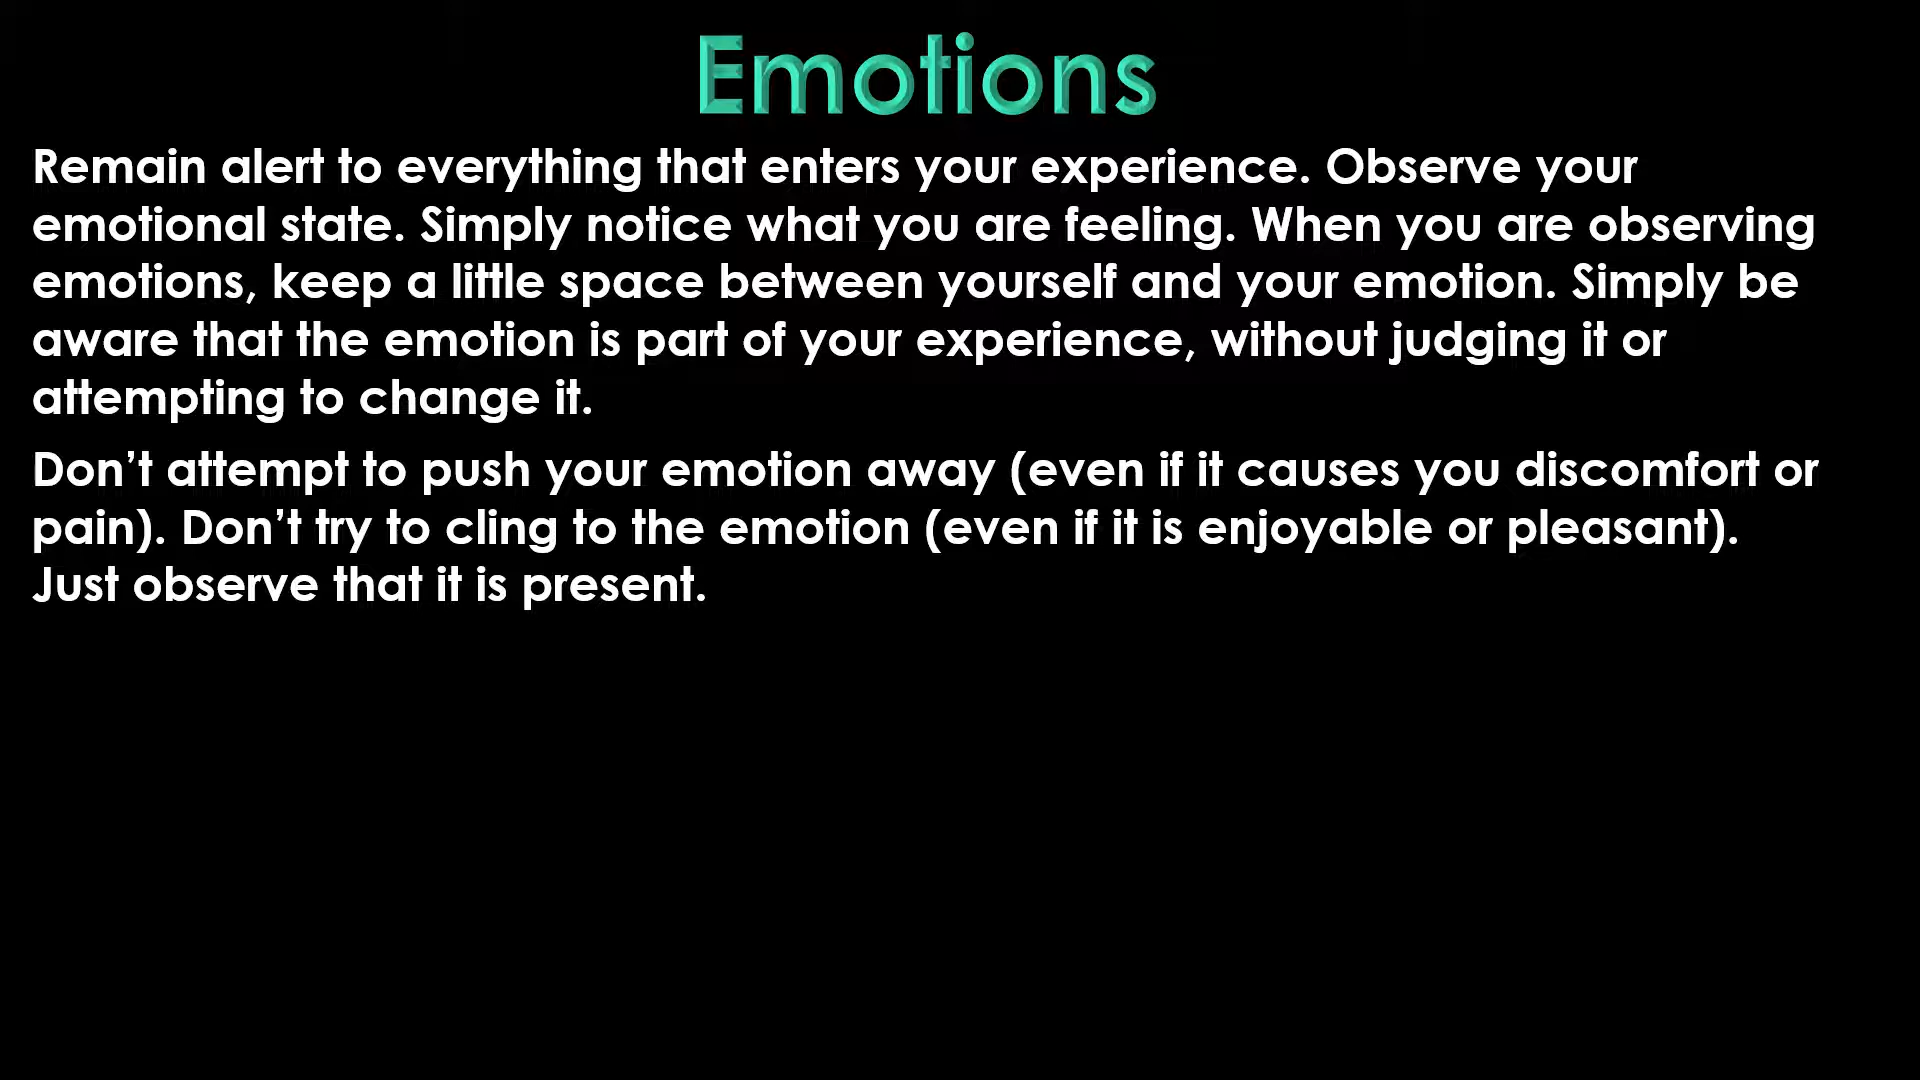 Emotions
Remain alert to everything that enters your experience. Observe your
emotional state. Simply notice what you are feeling. When you are observing
emotions, keep a little space between yourself and your emotion. Simply be
aware that the emotion is part of your experience, without judging it or
attempting to change it.
Don’t attempt to push your emotion away (even if it causes you discomfort or
pain). Don’t try to cling to the emotion (even if it is enjoyable or pleasant).
Just observe that it is present.